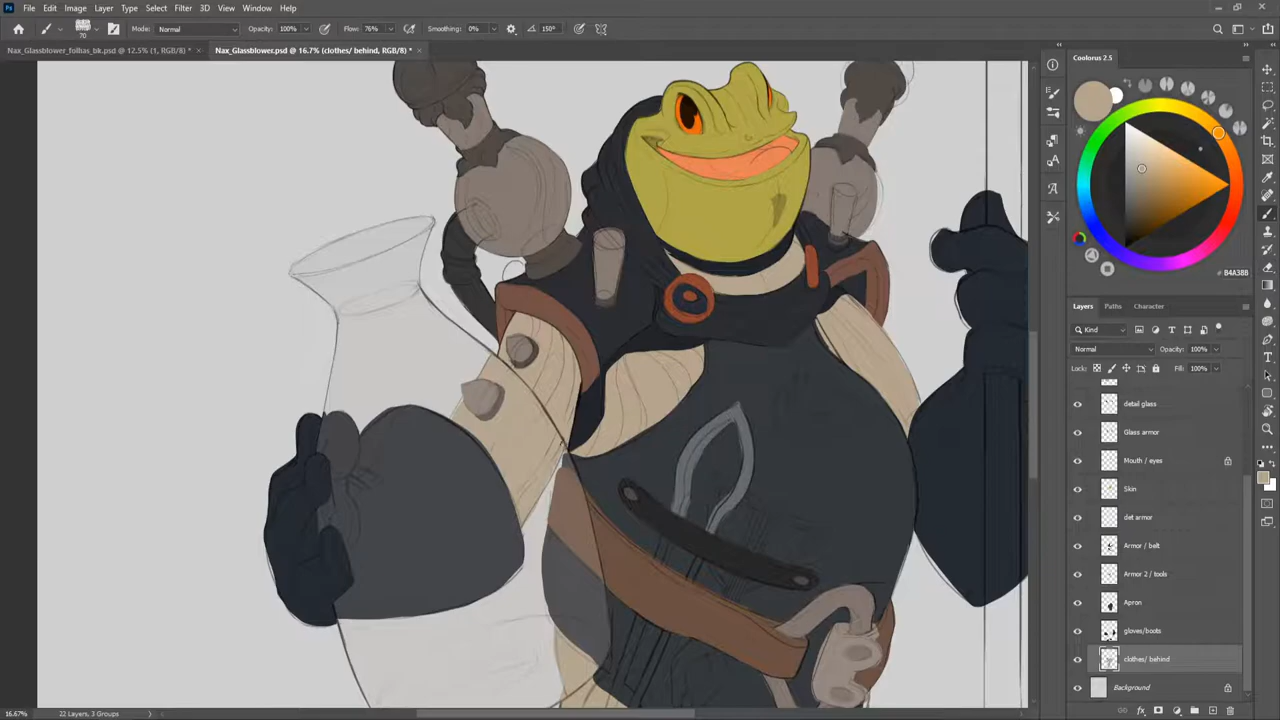 File Edit Image Layer Type Select Filter 3D View Window Help
70 Mode: Normal Opacity: 100% Flow: 76% Smoothing: 0% 150°
Nax_Glassblower_folhas_bk.psd @ 12.5% (1, RGB/8) * × Nax_Glassblower.psd @ 16.7% (clothes/ behind, RGB/8) * ×
Coolorus 2.5
B4A388
Layers Paths Character
Kind
Normal Opacity: 100%
Lock: Fill: 100%
detail glass
Glass armor
Mouth / eyes
Skin
det armor
Armor / belt
Armor 2 / tools
Apron
gloves/boots
clothes/ behind
Background
16.67% 22 Layers, 3 Groups